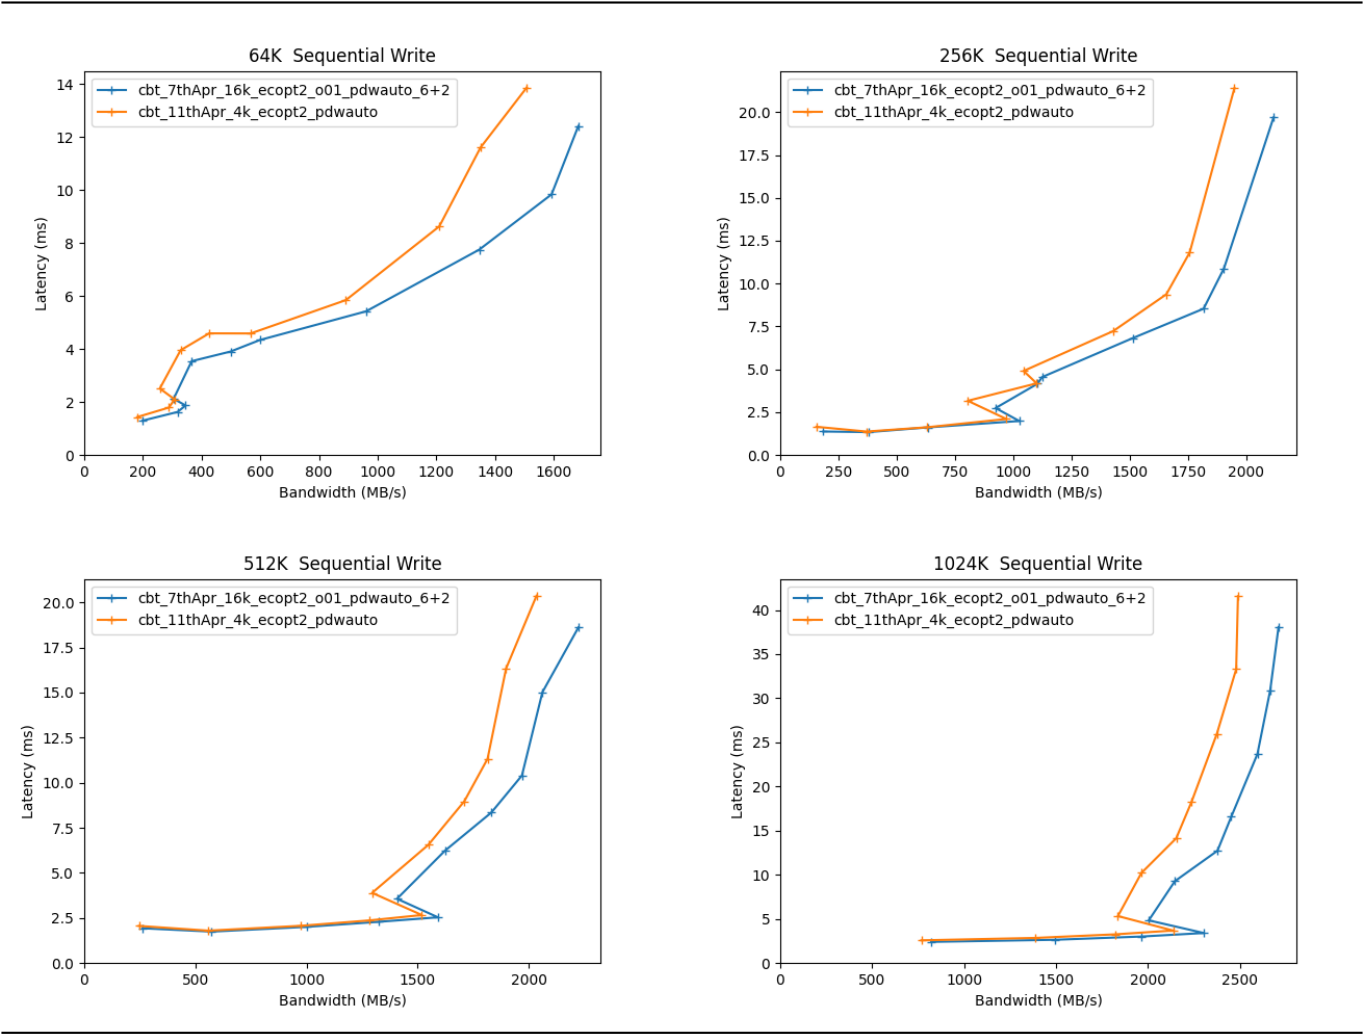 64K  Sequential Write
cbt_7thApr_16k_ecopt2_o01_pdwauto_6+2
cbt_11thApr_4k_ecopt2_pdwauto
14
12
10
8
6
4
2
0
Latency (ms)
0 200 400 600 800 1000 1200 1400 1600
Bandwidth (MB/s)
256K  Sequential Write
cbt_7thApr_16k_ecopt2_o01_pdwauto_6+2
cbt_11thApr_4k_ecopt2_pdwauto
20.0
17.5
15.0
12.5
10.0
7.5
5.0
2.5
0.0
Latency (ms)
0 250 500 750 1000 1250 1500 1750 2000
Bandwidth (MB/s)
512K  Sequential Write
cbt_7thApr_16k_ecopt2_o01_pdwauto_6+2
cbt_11thApr_4k_ecopt2_pdwauto
20.0
17.5
15.0
12.5
10.0
7.5
5.0
2.5
0.0
Latency (ms)
0 500 1000 1500 2000
Bandwidth (MB/s)
1024K  Sequential Write
cbt_7thApr_16k_ecopt2_o01_pdwauto_6+2
cbt_11thApr_4k_ecopt2_pdwauto
40
35
30
25
20
15
10
5
0
Latency (ms)
0 500 1000 1500 2000 2500
Bandwidth (MB/s)